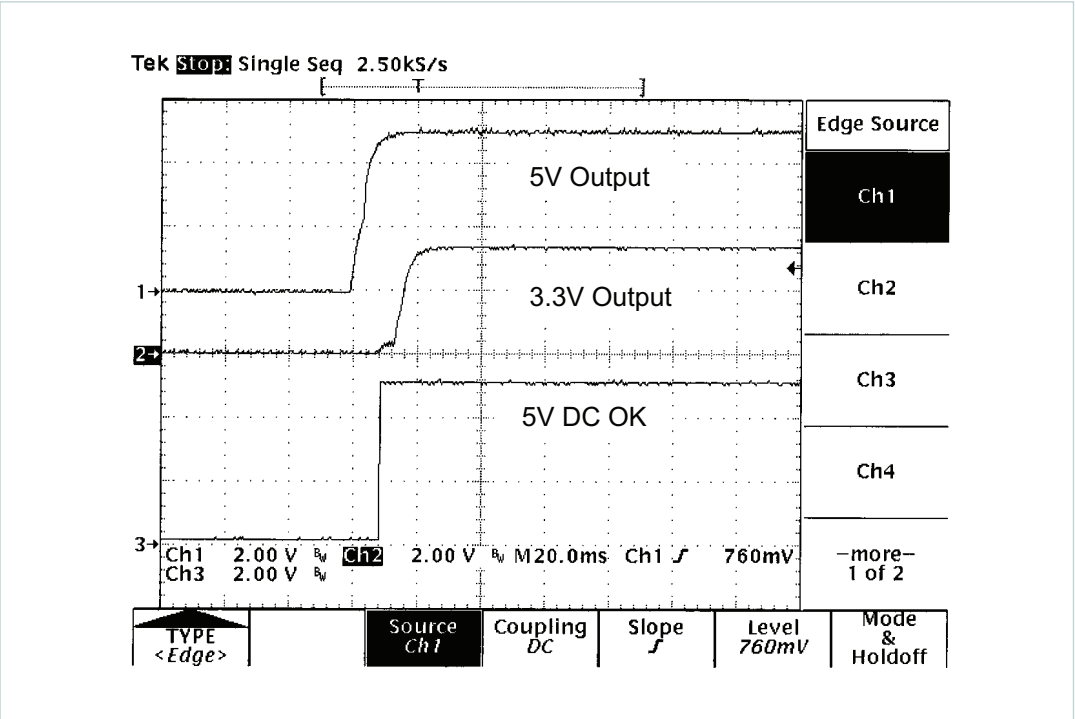 Tek Stop: Single Seq 2.50kS/s
T
Edge Source
Ch1
Ch2
Ch3
Ch4
-more-
1 of 2
5V Output
3.3V Output
5V DC OK
1→
2→
3→
Ch1 2.00 V BW Ch2 2.00 V BW M 20.0ms Ch1 ∫ 760mV
Ch3 2.00 V BW
TYPE
<Edge>
Source
Ch1
Coupling
DC
Slope
∫
Level
760mV
Mode
&
Holdoff